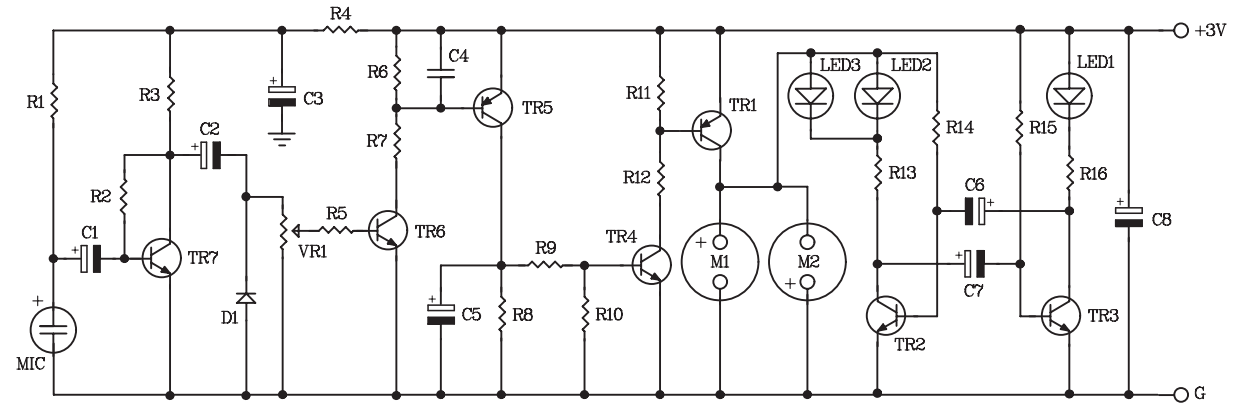 R4
+3V
R1
R3
+
C3
R6
C4
TR5
R11
TR1
LED3
LED2
LED1
R14
R15
C2
+
R7
R2
R12
R13
R16
C1
+
R5
VR1
TR6
TR7
R9
TR4
+
M1
M2
+
C6
+
+
C7
C8
+
D1
+
C5
R8
R10
TR2
TR3
+
MIC
G